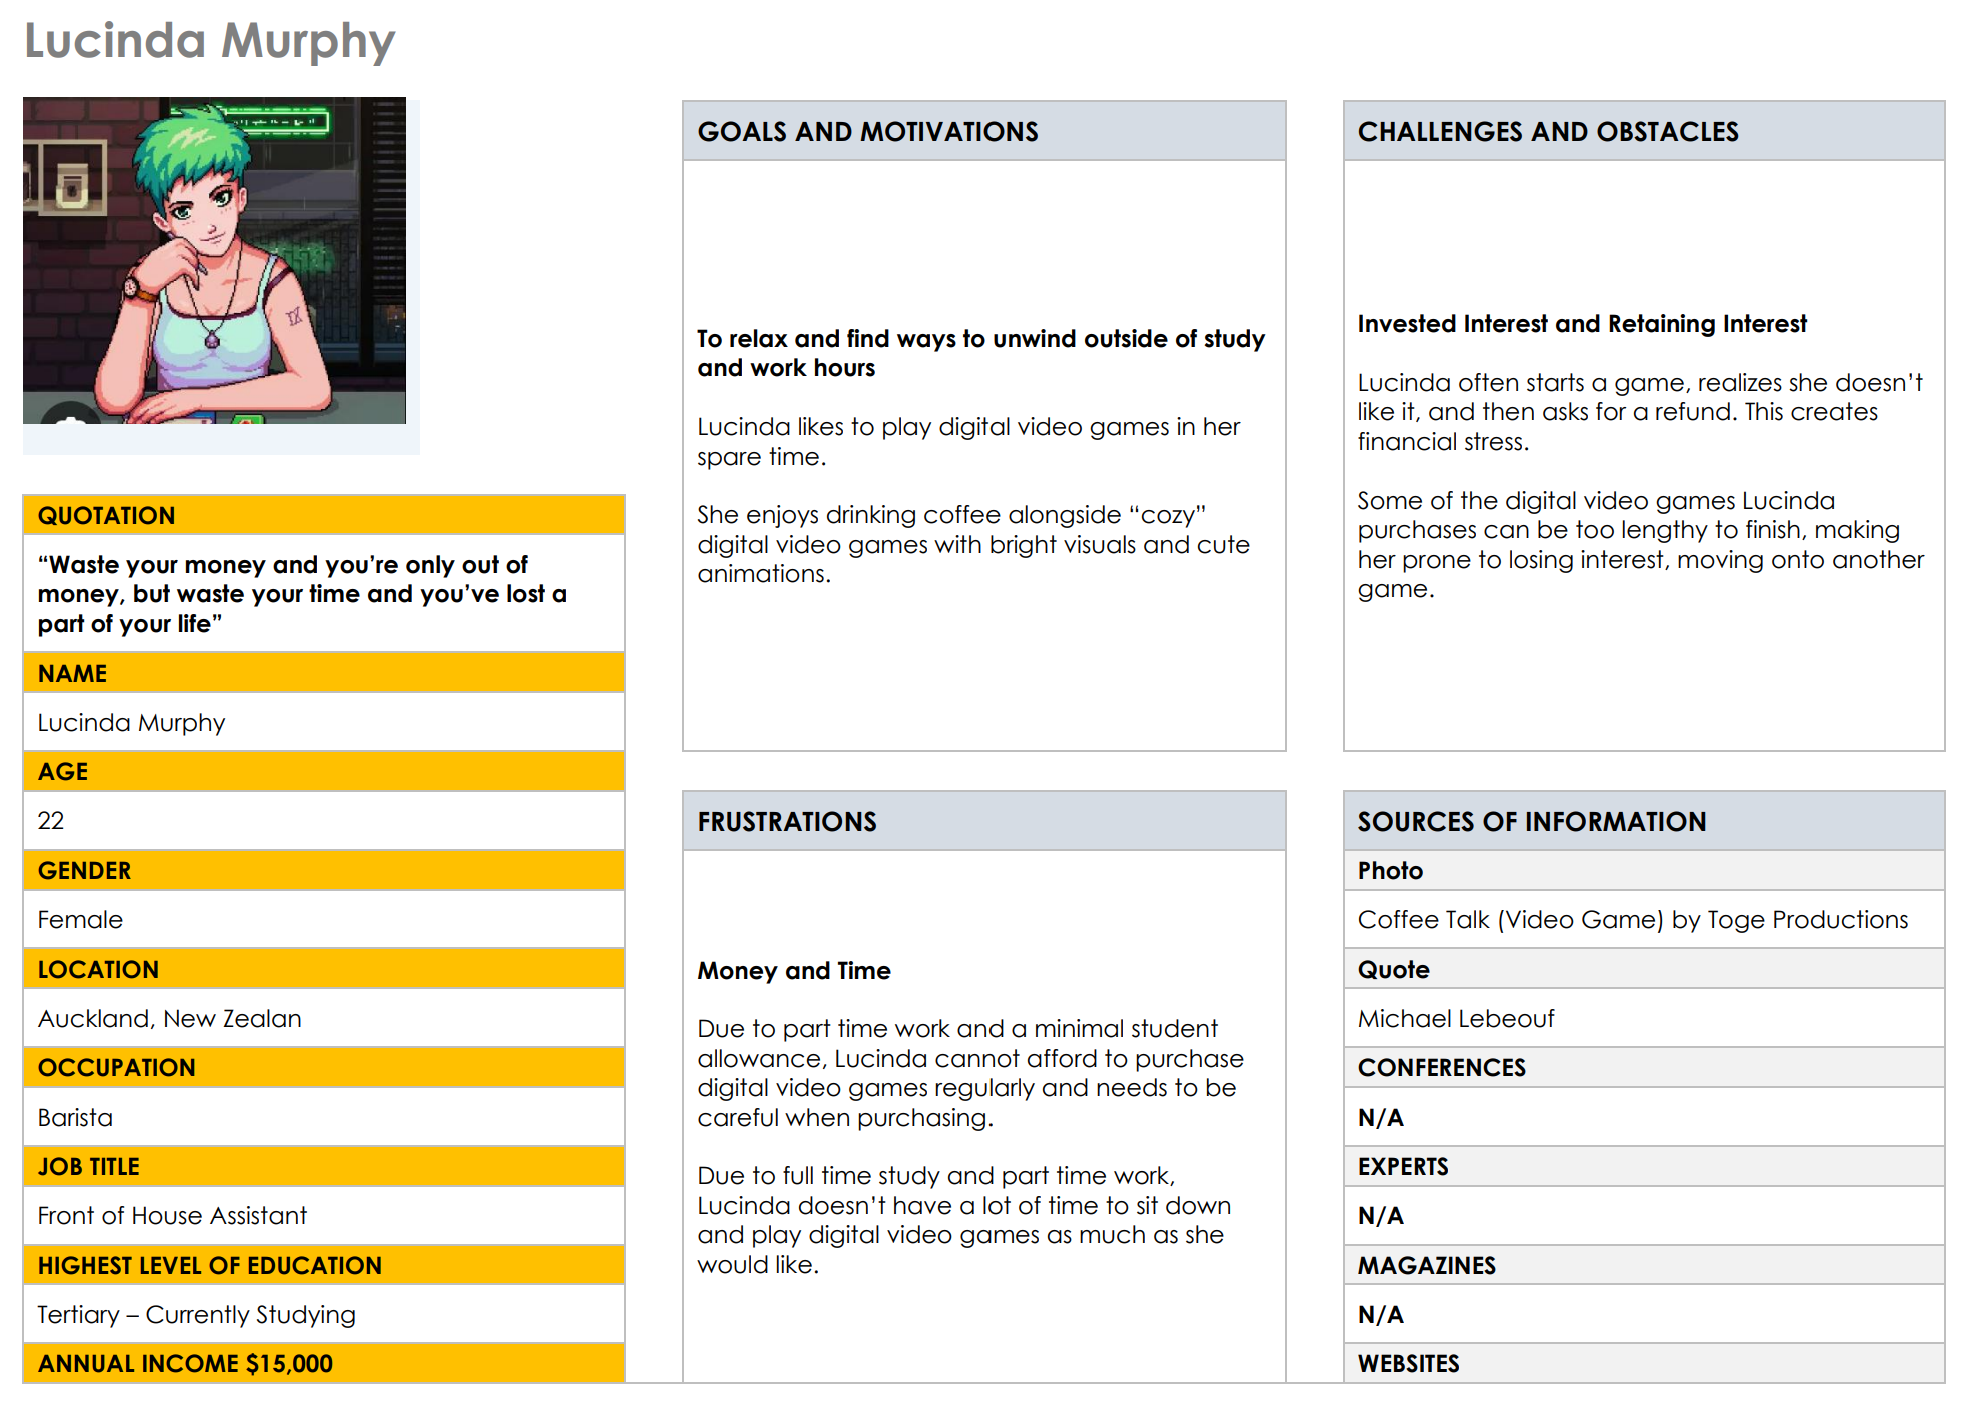 Lucinda Murphy
QUOTATION
“Waste your money and you’re only out of
money, but waste your time and you’ve lost a
part of your life”
NAME
Lucinda Murphy
AGE
22
GENDER
Female
LOCATION
Auckland, New Zealan
OCCUPATION
Barista
JOB TITLE
Front of House Assistant
HIGHEST LEVEL OF EDUCATION
Tertiary – Currently Studying
ANNUAL INCOME $15,000
GOALS AND MOTIVATIONS
To relax and find ways to unwind outside of study
and work hours
Lucinda likes to play digital video games in her
spare time.
She enjoys drinking coffee alongside “cozy”
digital video games with bright visuals and cute
animations.
FRUSTRATIONS
Money and Time
Due to part time work and a minimal student
allowance, Lucinda cannot afford to purchase
digital video games regularly and needs to be
careful when purchasing.
Due to full time study and part time work,
Lucinda doesn’t have a lot of time to sit down
and play digital video games as much as she
would like.
CHALLENGES AND OBSTACLES
Invested Interest and Retaining Interest
Lucinda often starts a game, realizes she doesn’t
like it, and then asks for a refund. This creates
financial stress.
Some of the digital video games Lucinda
purchases can be too lengthy to finish, making
her prone to losing interest, moving onto another
game.
SOURCES OF INFORMATION
Photo
Coffee Talk (Video Game) by Toge Productions
Quote
Michael Lebeouf
CONFERENCES
N/A
EXPERTS
N/A
MAGAZINES
N/A
WEBSITES